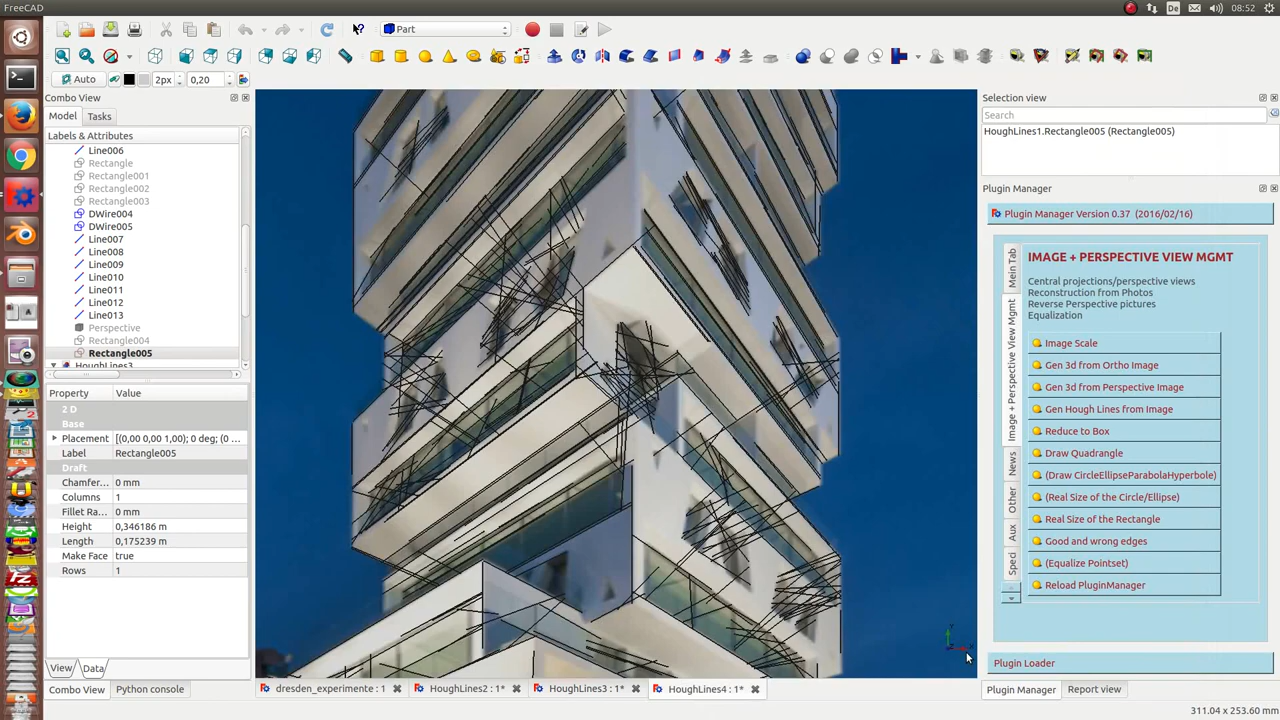 FreeCAD
De
08:52
Part
Auto
2px
0,20
Combo View
Selection view
Model
Tasks
Search
Labels & Attributes
HoughLines1.Rectangle005 (Rectangle005)
Line006
Rectangle
Rectangle001
Rectangle002
Rectangle003
DWire004
DWire005
Line007
Line008
Line009
Line010
Line011
Line012
Line013
Perspective
Rectangle004
Rectangle005
HoughLines3
Property
Value
2 D
Base
Placement
[(0,00 0,00 1,00); 0 deg; (0 ...
Label
Rectangle005
Draft
Chamfer...
0 mm
Columns
1
Fillet Ra...
0 mm
Height
0,346186 m
Length
0,175239 m
Make Face
true
Rows
1
View
Data
Combo View
Python console
dresden_experimente : 1
HoughLines2 : 1*
HoughLines3 : 1*
HoughLines4 : 1*
Plugin Manager
Plugin Manager Version 0.37 (2016/02/16)
Mein Tab
Image + Perspective View Mgmt
News
Other
Aux
Spcl
IMAGE + PERSPECTIVE VIEW MGMT
Central projections/perspective views
Reconstruction from Photos
Reverse Perspective pictures
Equalization
Image Scale
Gen 3d from Ortho Image
Gen 3d from Perspective Image
Gen Hough Lines from Image
Reduce to Box
Draw Quadrangle
(Draw CircleEllipseParabolaHyperbole)
(Real Size of the Circle/Ellipse)
Real Size of the Rectangle
Good and wrong edges
(Equalize Pointset)
Reload PluginManager
Plugin Loader
Plugin Manager
Report view
311.04 x 253.60 mm